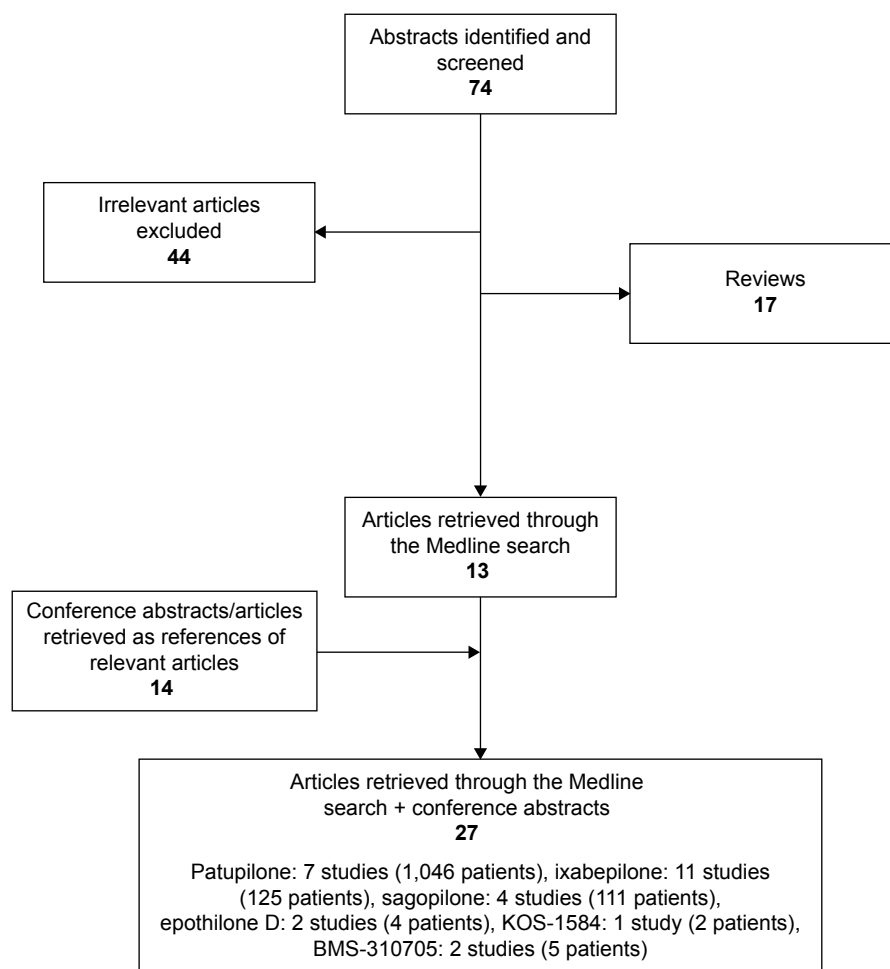 Abstracts identified and
screened
74
Irrelevant articles
excluded
44
Reviews
17
Articles retrieved through
the Medline search
13
Conference abstracts/articles
retrieved as references of
relevant articles
14
Articles retrieved through the Medline
search + conference abstracts
27
Patupilone: 7 studies (1,046 patients), ixabepilone: 11 studies
(125 patients), sagopilone: 4 studies (111 patients),
epothilone D: 2 studies (4 patients), KOS-1584: 1 study (2 patients),
BMS-310705: 2 studies (5 patients)